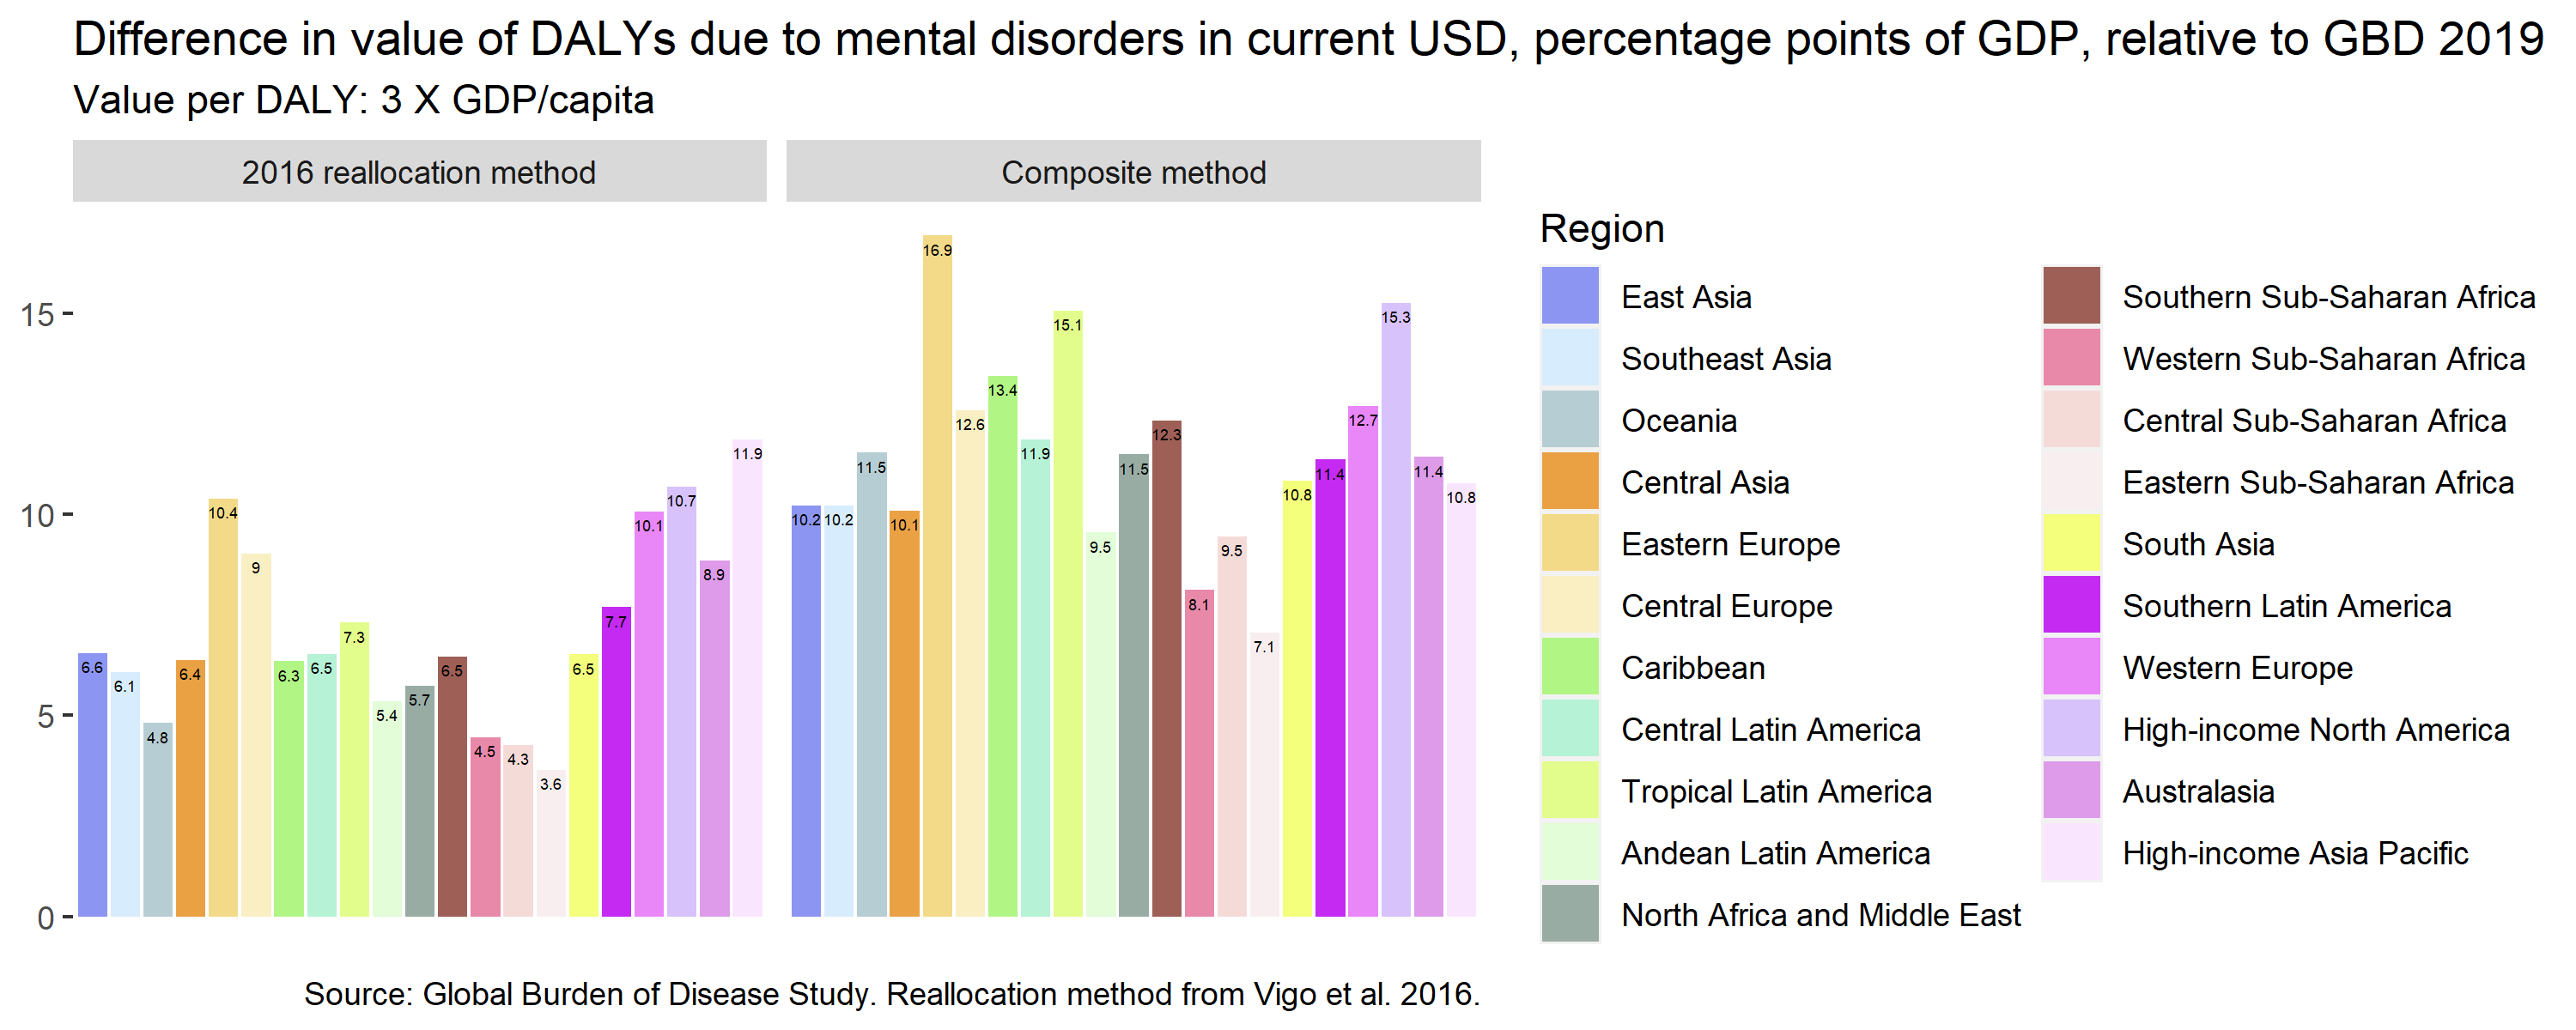 Difference in value of DALYs due to mental disorders in current USD, percentage points of GDP, relative to GBD 2019
Value per DALY: 3 X GDP/capita
2016 reallocation method
Composite method
15
10
5
0
6.6
6.1
4.8
6.4
10.4
9
6.3
6.5
7.3
5.4
5.7
6.5
4.5
4.3
3.6
6.5
7.7
10.1
10.7
8.9
11.9
10.2
10.2
11.5
10.1
16.9
12.6
13.4
11.9
15.1
9.5
11.5
12.3
8.1
9.5
7.1
10.8
11.4
12.7
15.3
11.4
10.8
Region
East Asia
Southeast Asia
Oceania
Central Asia
Eastern Europe
Central Europe
Caribbean
Central Latin America
Tropical Latin America
Andean Latin America
North Africa and Middle East
Southern Sub-Saharan Africa
Western Sub-Saharan Africa
Central Sub-Saharan Africa
Eastern Sub-Saharan Africa
South Asia
Southern Latin America
Western Europe
High-income North America
Australasia
High-income Asia Pacific
Source: Global Burden of Disease Study. Reallocation method from Vigo et al. 2016.